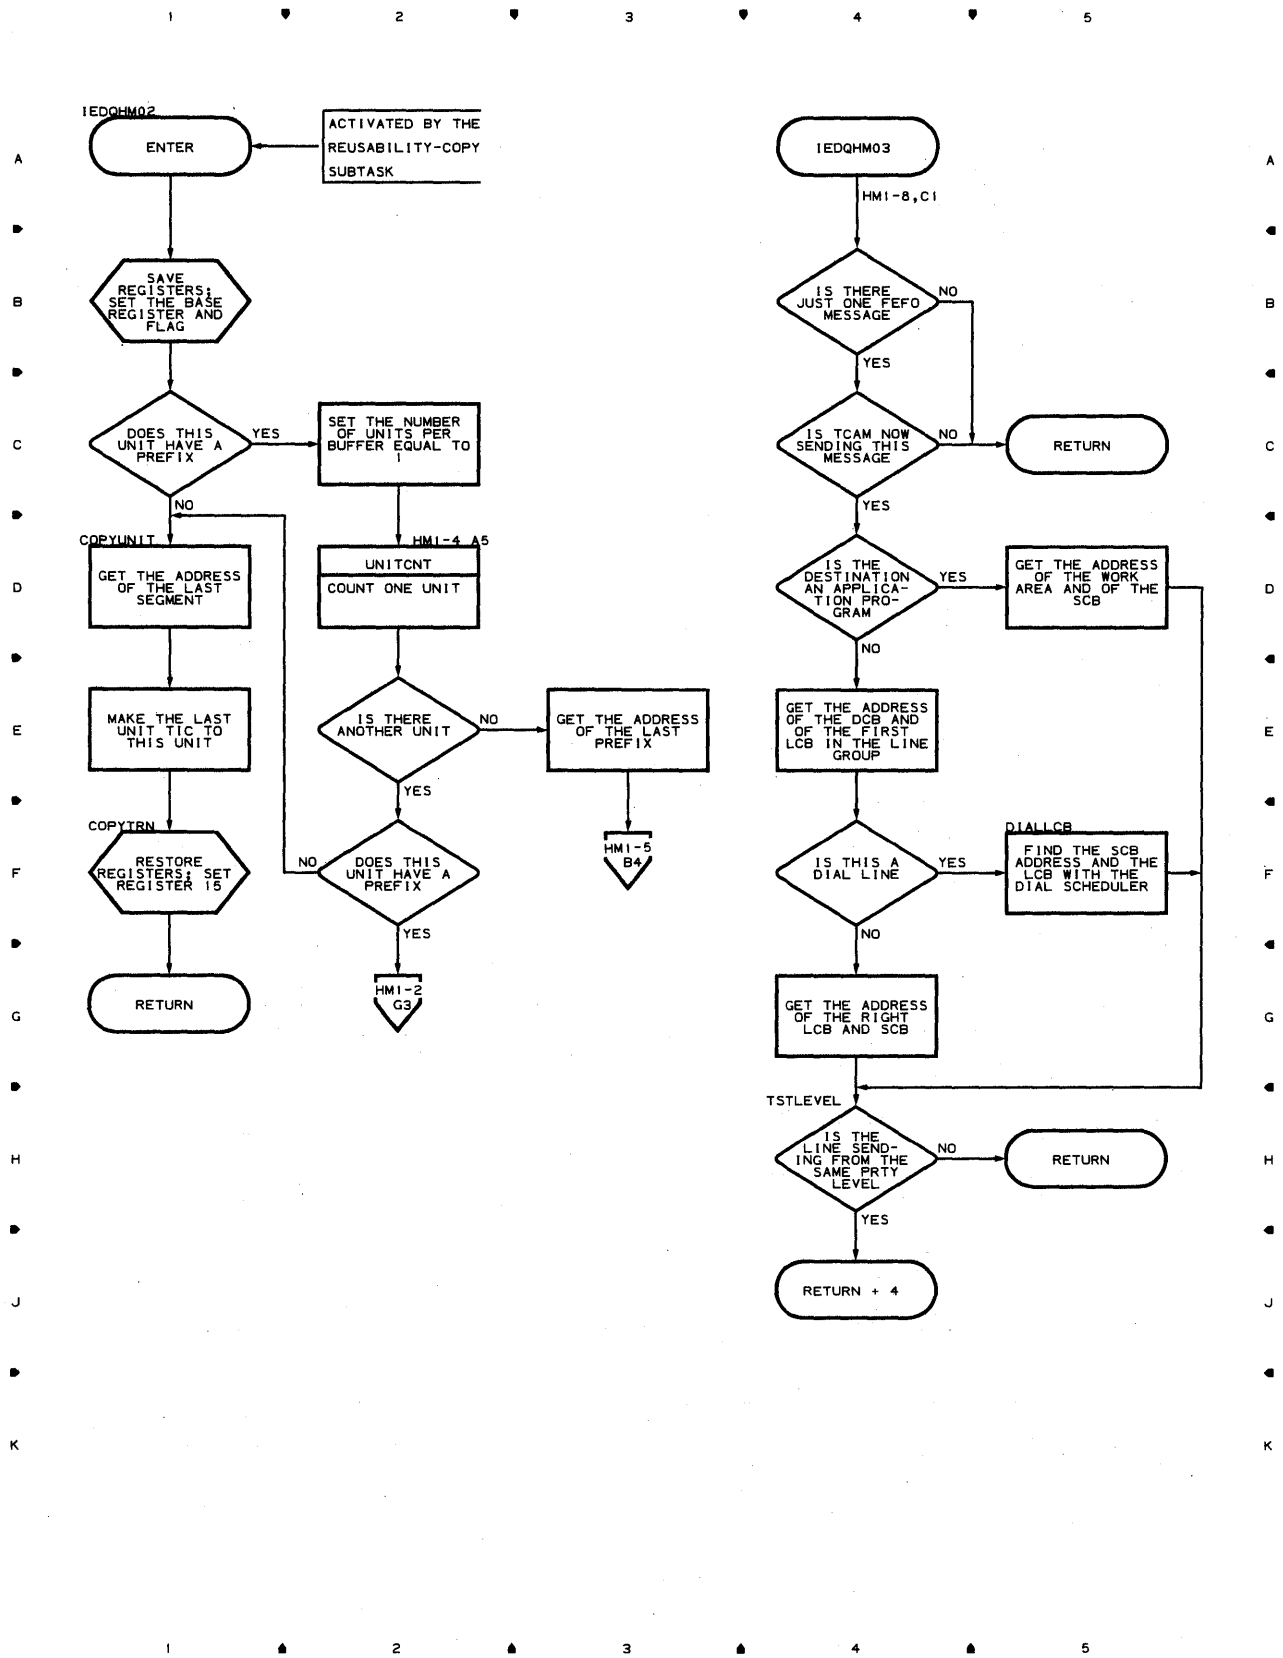 1 2 3 4 5
IEDQHM02
ENTER
ACTIVATED BY THE
REUSABILITY-COPY
SUBTASK
IEDQHM03
A A
HM1-8,C1
SAVE
REGISTERS;
SET THE BASE
REGISTER AND
FLAG
IS THERE
JUST ONE FEFO
MESSAGE
NO
YES
B B
DOES THIS
UNIT HAVE A
PREFIX
YES
NO
SET THE NUMBER
OF UNITS PER
BUFFER EQUAL TO
1
IS TCAM NOW
SENDING THIS
MESSAGE
NO
YES
RETURN
C C
COPYUNIT
GET THE ADDRESS
OF THE LAST
SEGMENT
HM1-4 A5
UNITCNT
COUNT ONE UNIT
IS THE
DESTINATION
AN APPLICA-
TION PRO-
GRAM
YES
NO
GET THE ADDRESS
OF THE WORK
AREA AND OF THE
SCB
D D
MAKE THE LAST
UNIT TIC TO
THIS UNIT
IS THERE
ANOTHER UNIT
NO
YES
GET THE ADDRESS
OF THE LAST
PREFIX
GET THE ADDRESS
OF THE DCB AND
OF THE FIRST
LCB IN THE LINE
GROUP
E E
COPYTRN
RESTORE
REGISTERS; SET
REGISTER 15
NO
DOES THIS
UNIT HAVE A
PREFIX
YES
HM1-5
B4
IS THIS A
DIAL LINE
YES
NO
DIALLCB
FIND THE SCB
ADDRESS AND THE
LCB WITH THE
DIAL SCHEDULER
F F
RETURN
HM1-2
G3
GET THE ADDRESS
OF THE RIGHT
LCB AND SCB
G G
TSTLEVEL
IS THE
LINE SEND-
ING FROM THE
SAME PRTY
LEVEL
NO
YES
RETURN
H H
RETURN + 4
J J
K K
1 2 3 4 5